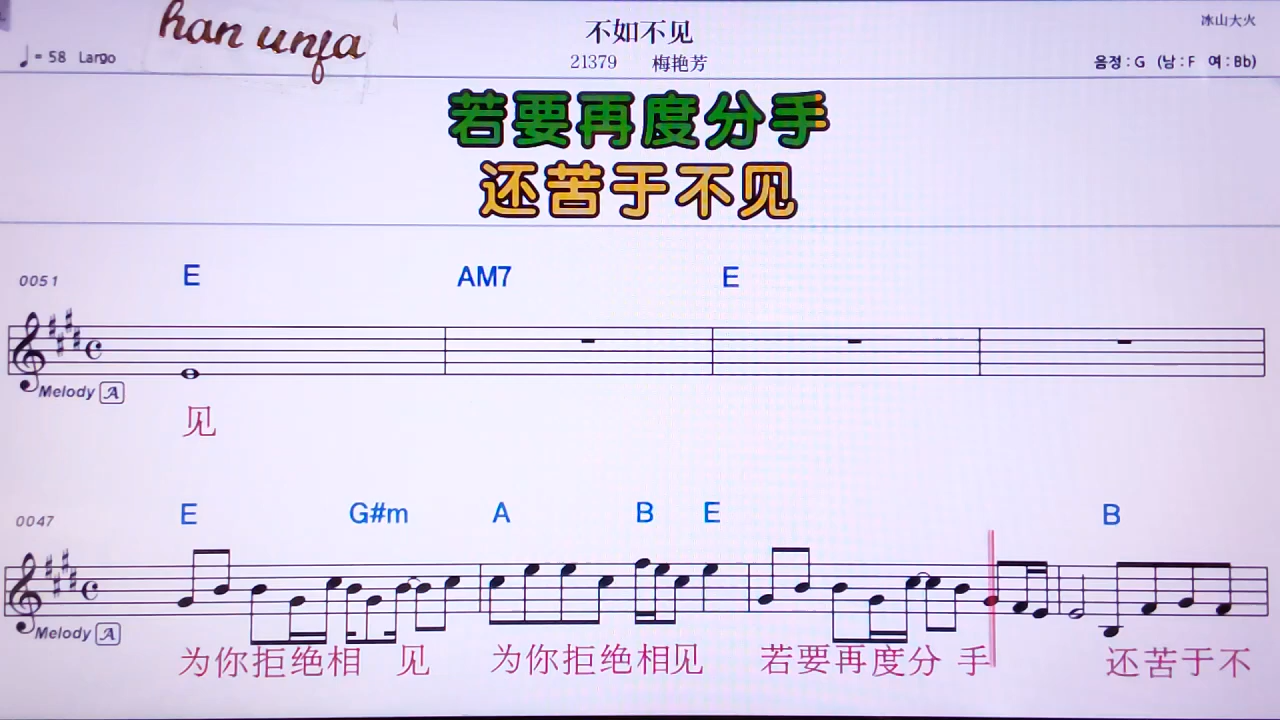 han unja
不如不见
冰山大火
♩= 58 Largo
21379 梅艳芳
음정 : G (남 : F 여 : Bb)
若要再度分手
还苦于不见
0051
E AM7 E
Melody A
见
0047
E G#m A B E B
Melody A
为你拒绝相 见 为你拒绝相见 若要再度分 手 还苦于不